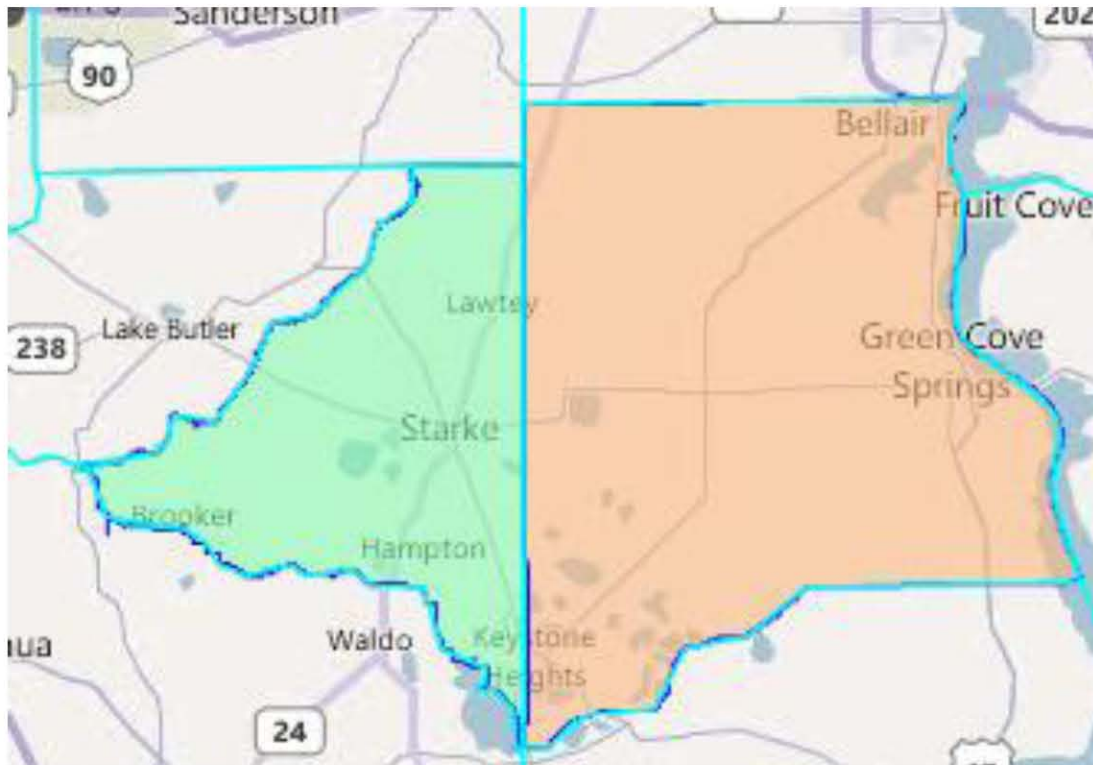 Sanderson
202
90
Bellair
Fruit Cove
Lawtey
Lake Butler
238
Green Cove
Springs
Starke
Brooker
Hampton
Waldo
Keystone
Heights
24